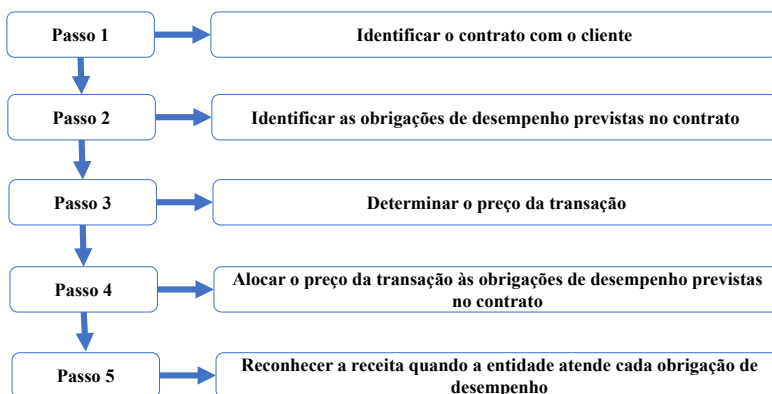 Passo 1
Identificar o contrato com o cliente
Passo 2
Identificar as obrigações de desempenho previstas no contrato
Passo 3
Determinar o preço da transação
Passo 4
Alocar o preço da transação às obrigações de desempenho previstas
no contrato
Passo 5
Reconhecer a receita quando a entidade atende cada obrigação de
desempenho